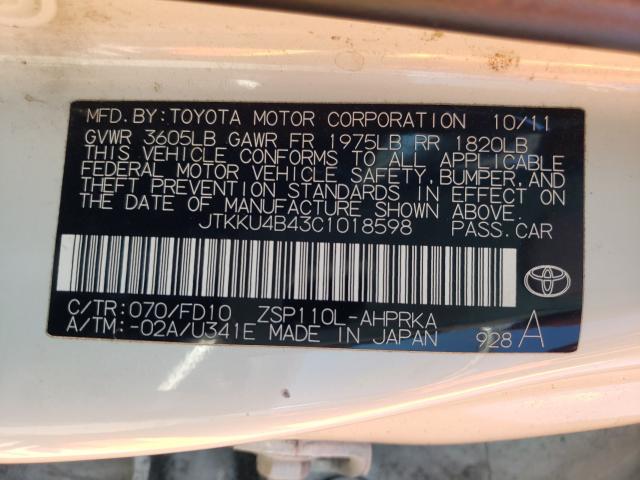 MFD. BY: TOYOTA MOTOR CORPORATION 10/11
GVWR 3605LB GAWR FR 1975LB RR 1820LB
THIS VEHICLE CONFORMS TO ALL APPLICABLE
FEDERAL MOTOR VEHICLE SAFETY, BUMPER, AND
THEFT PREVENTION STANDARDS IN EFFECT ON
THE DATE OF MANUFACTURE SHOWN ABOVE.
JTKKU4B43C1018598 PASS. CAR
C/TR: 070/FD10 ZSP110L-AHPRKA
A/TM: -02A/U341E MADE IN JAPAN 928 A